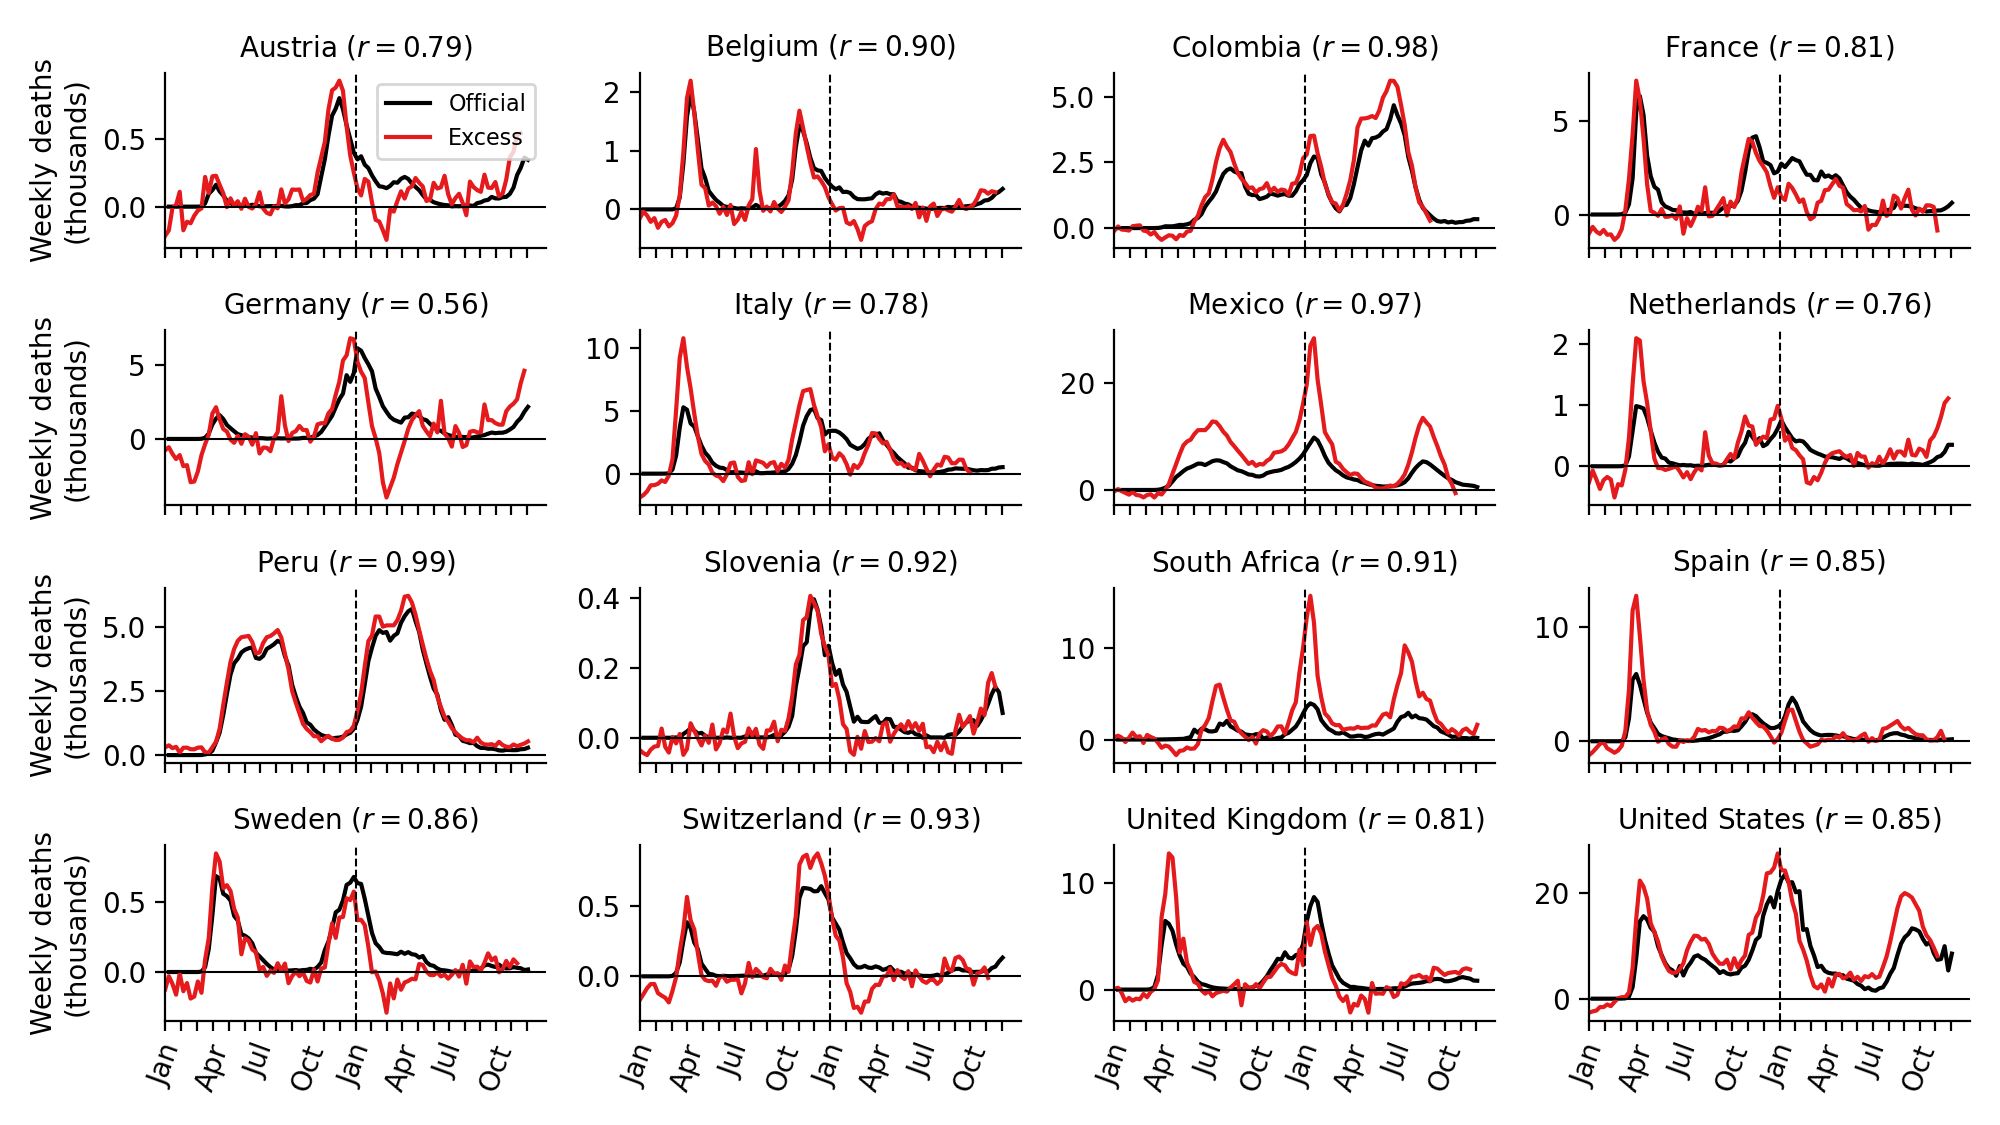 Austria (r = 0.79)
Belgium (r = 0.90)
Colombia (r = 0.98)
France (r = 0.81)
Weekly deaths
(thousands)
0.5
0.0
Official
Excess
2
1
0
5.0
2.5
0.0
5
0
Germany (r = 0.56)
Italy (r = 0.78)
Mexico (r = 0.97)
Netherlands (r = 0.76)
Weekly deaths
(thousands)
5
0
10
5
0
20
0
2
1
0
Peru (r = 0.99)
Slovenia (r = 0.92)
South Africa (r = 0.91)
Spain (r = 0.85)
Weekly deaths
(thousands)
5.0
2.5
0.0
0.4
0.2
0.0
10
0
10
0
Sweden (r = 0.86)
Switzerland (r = 0.93)
United Kingdom (r = 0.81)
United States (r = 0.85)
Weekly deaths
(thousands)
0.5
0.0
0.5
0.0
10
0
20
0
Jan Apr Jul Oct Jan Apr Jul Oct
Jan Apr Jul Oct Jan Apr Jul Oct
Jan Apr Jul Oct Jan Apr Jul Oct
Jan Apr Jul Oct Jan Apr Jul Oct